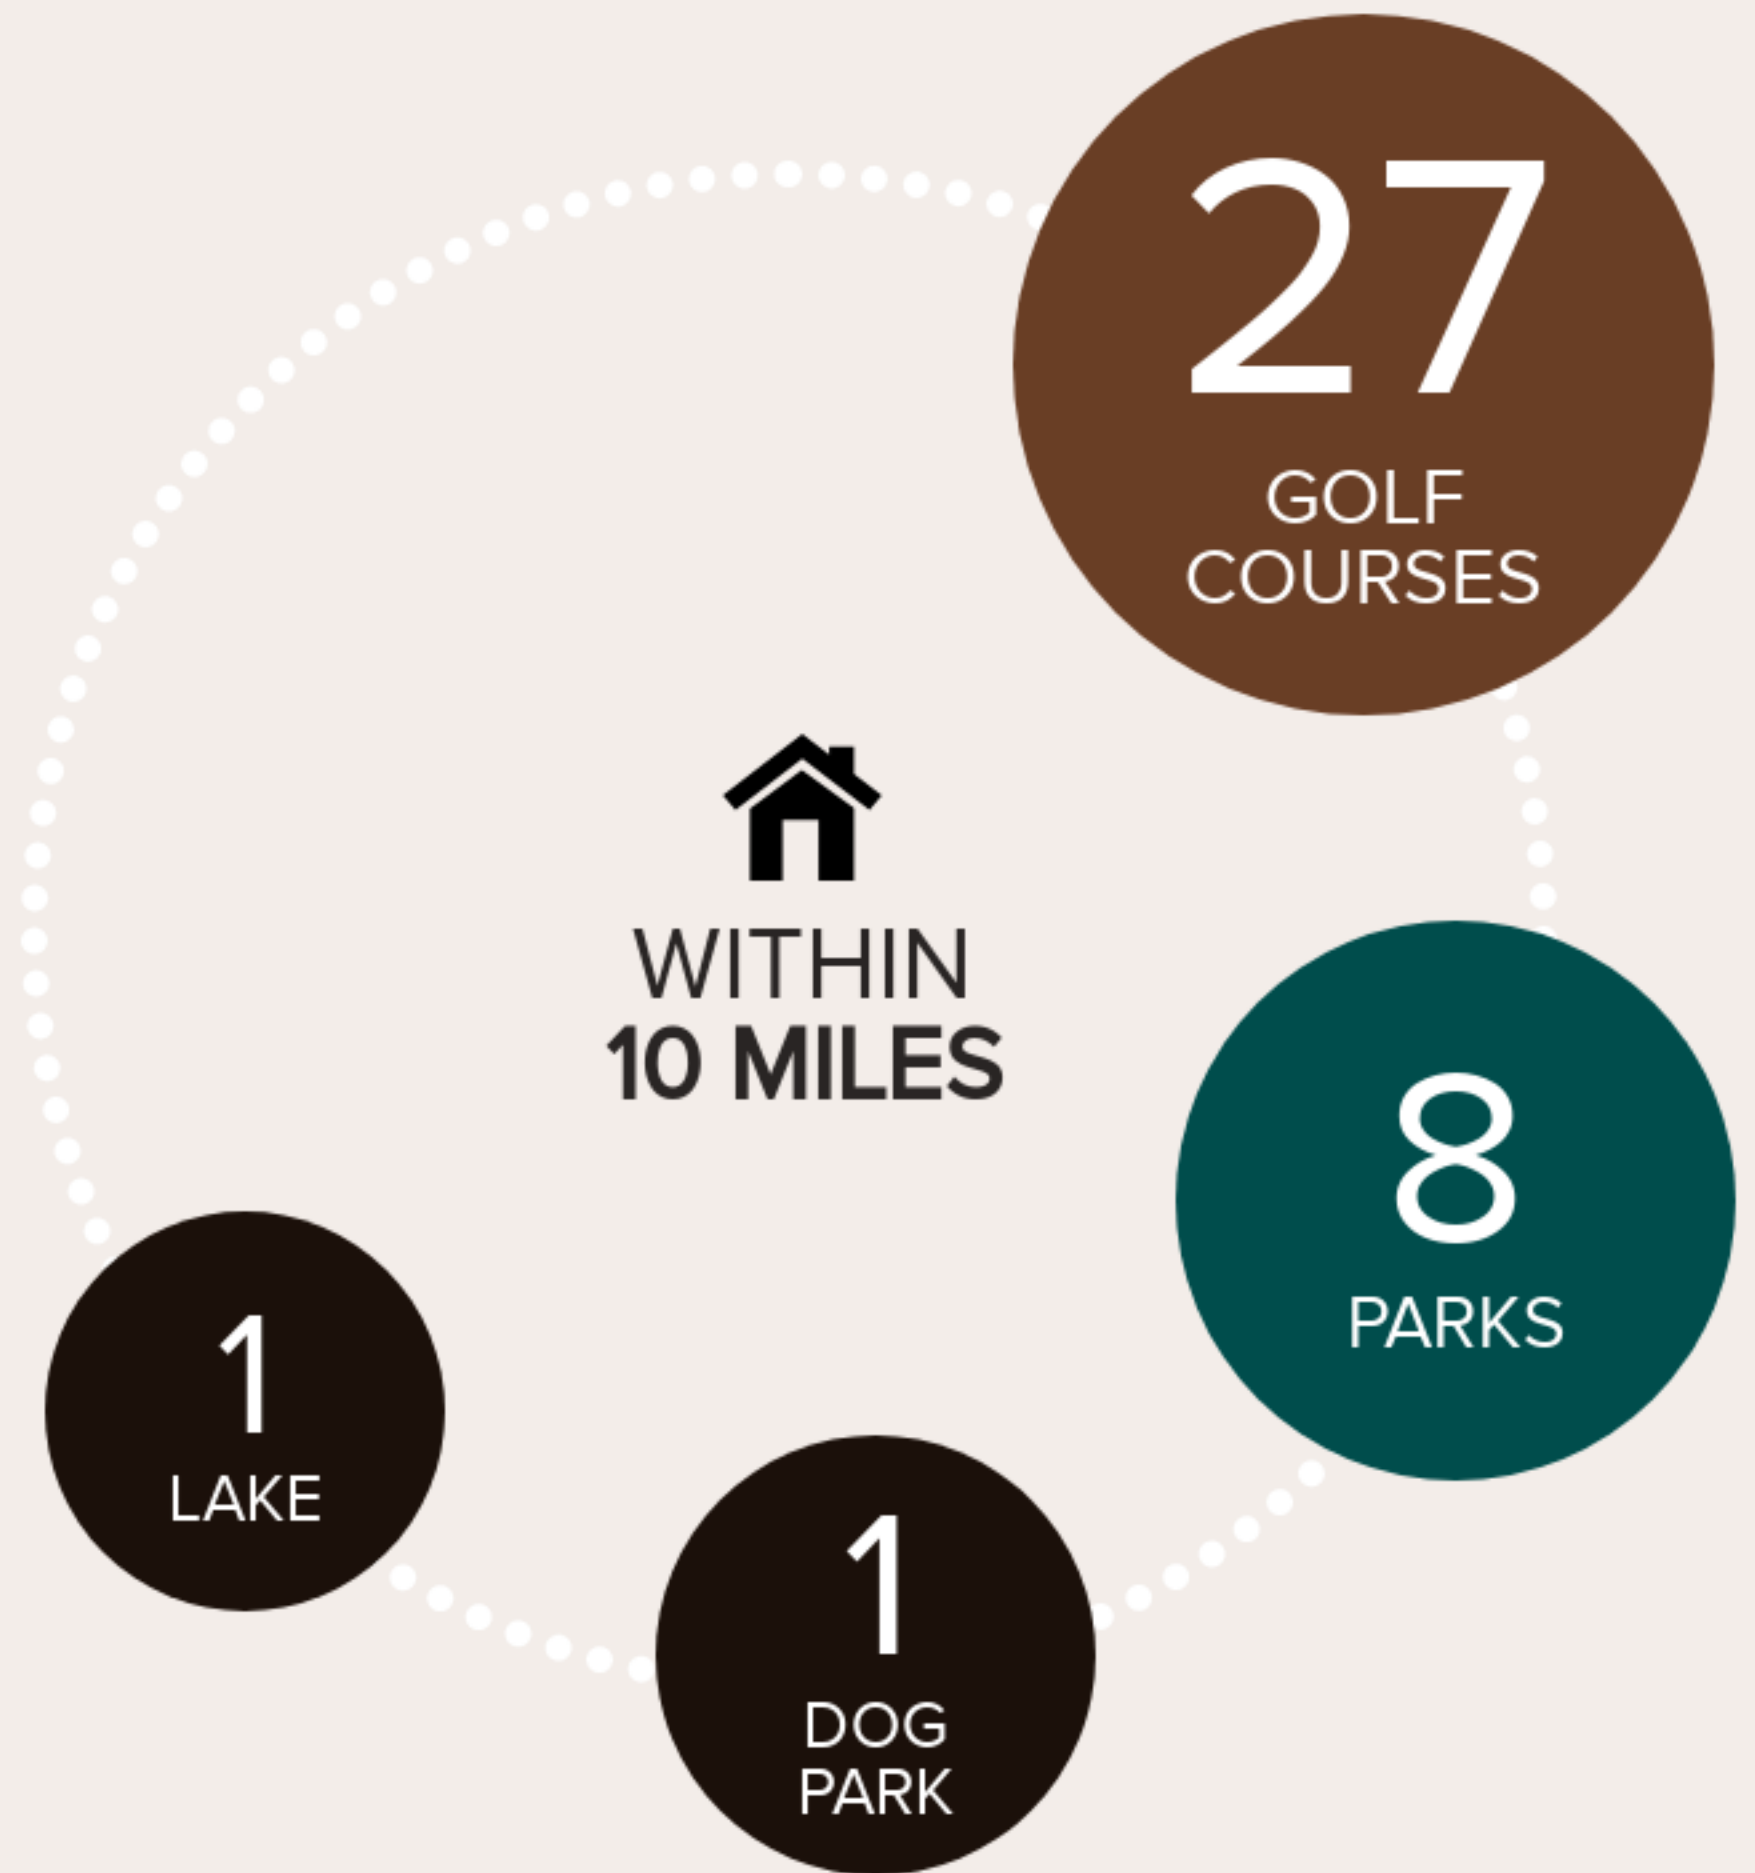 27
GOLF
COURSES
WITHIN
10 MILES
8
PARKS
1
LAKE
1
DOG
PARK